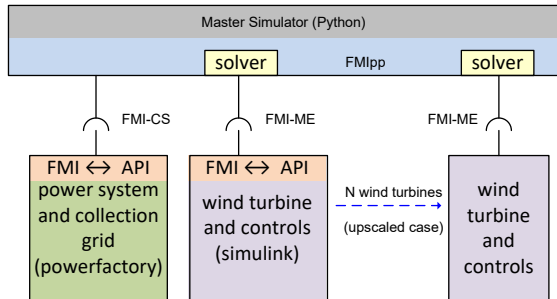 Master Simulator (Python)
solver
FMIpp
solver
FMI-CS
FMI-ME
FMI-ME
FMI ↔ API
power system
and collection
grid
(powerfactory)
FMI ↔ API
wind turbine
and controls
(simulink)
N wind turbines
(upscaled case)
wind
turbine
and
controls